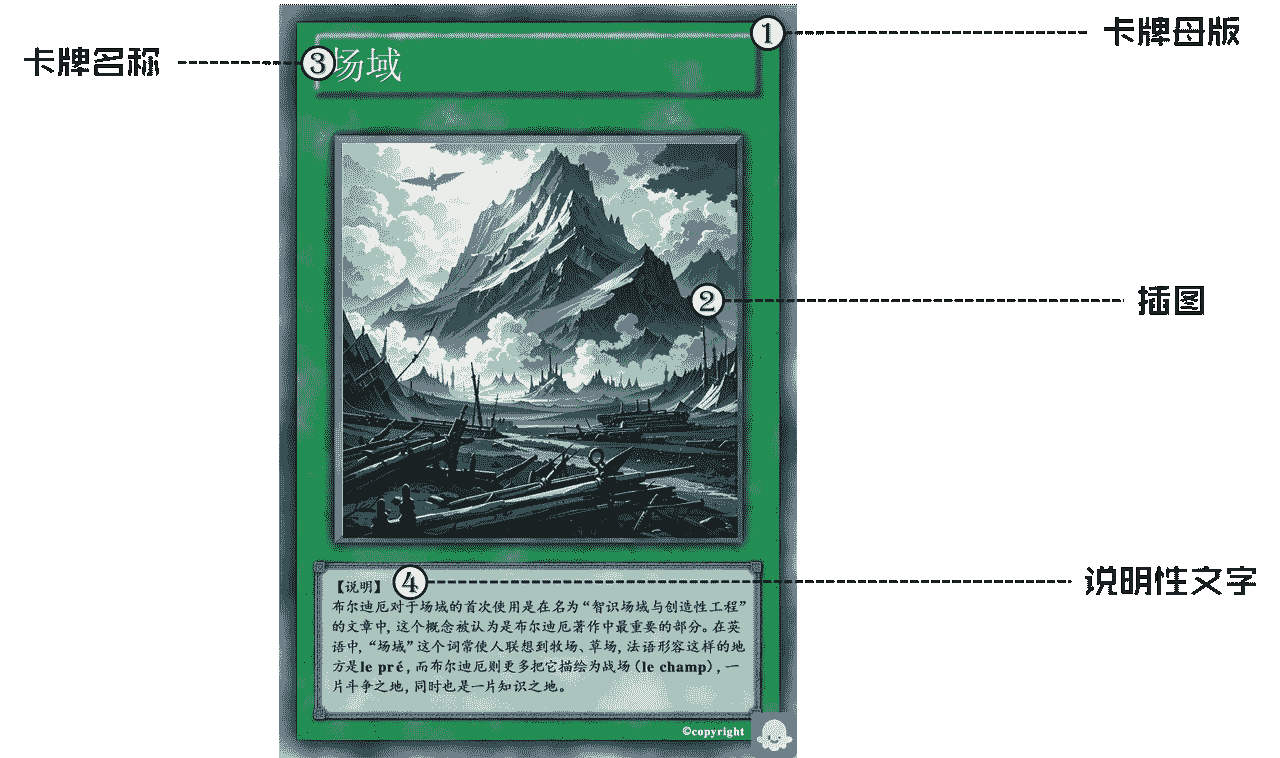 卡牌母版
①
卡牌名称
③
场域
②
插图
【说明】
④
说明性文字
布尔迪厄对于场域的首次使用是在名为“智识场域与创造性工程”
的文章中，这个概念被认为是布尔迪厄著作中最重要的部分。在英
语中，“场域”这个词常使人联想到牧场、草场，法语形容这样的地
方是le pré，而布尔迪厄则更多把它描绘为战场（le champ），一
片斗争之地，同时也是一片知识之地。
©copyright